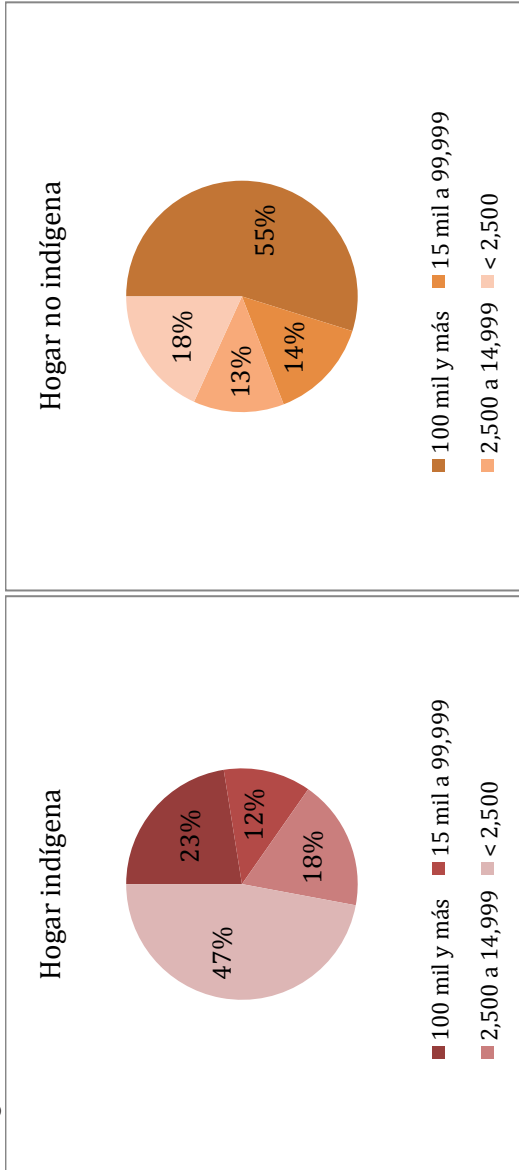 Hogar indígena
23%
12%
18%
47%
100 mil y más 15 mil a 99,999
2,500 a 14,999 < 2,500
Hogar no indígena
55%
14%
13%
18%
100 mil y más 15 mil a 99,999
2,500 a 14,999 < 2,500